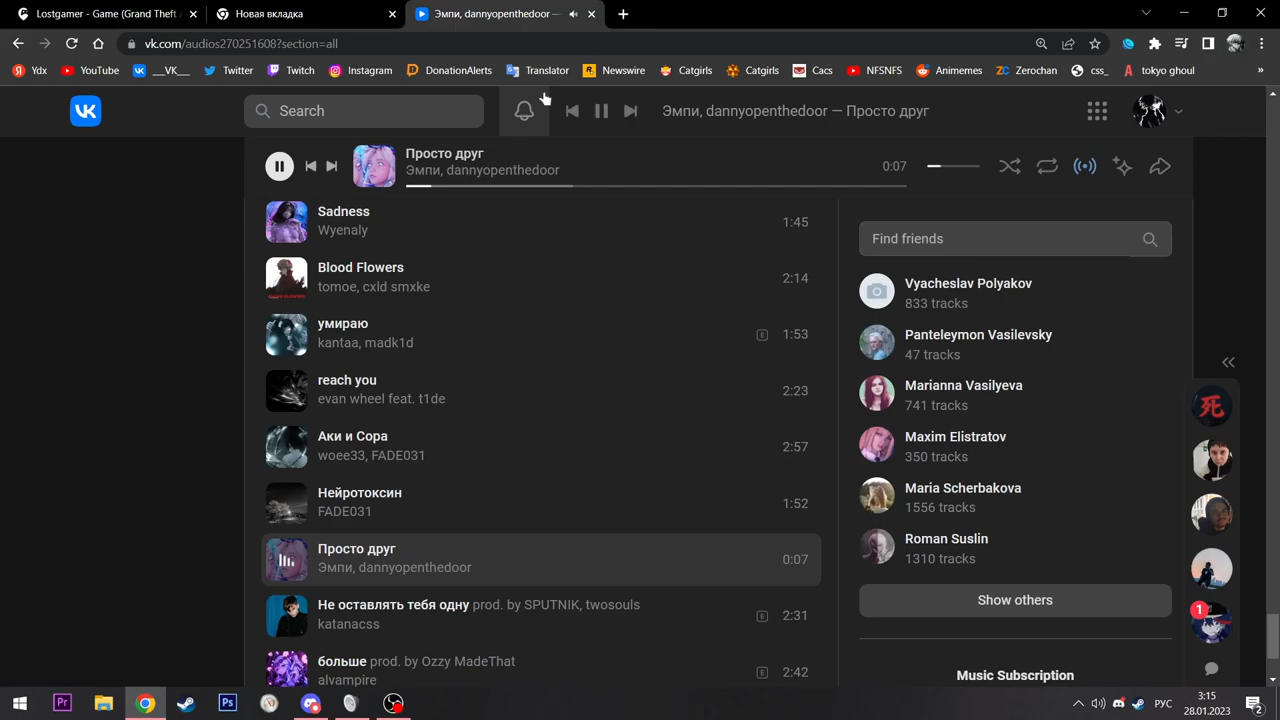 Lostgamer - Game (Grand Theft A
Новая вкладка
Эмпи, dannyopenthedoor —
vk.com/audios270251608?section=all
Ydx
YouTube
__VK__
Twitter
Twitch
Instagram
DonationAlerts
Translator
Newswire
Catgirls
Catgirls
Cacs
NFSNFS
Animemes
Zerochan
css_
tokyo ghoul
»
Search
Эмпи, dannyopenthedoor — Просто друг
Просто друг
Эмпи, dannyopenthedoor
0:07
Sadness
Wyenaly
1:45
Blood Flowers
tomoe, cxld smxke
2:14
умираю
kantaa, madk1d
E
1:53
reach you
evan wheel feat. t1de
2:23
Аки и Сора
woee33, FADE031
2:57
Нейротоксин
FADE031
1:52
Просто друг
Эмпи, dannyopenthedoor
0:07
Не оставлять тебя одну prod. by SPUTNIK, twosouls
katanacss
E
2:31
больше prod. by Ozzy MadeThat
alvampire
E
2:42
Find friends
Vyacheslav Polyakov
833 tracks
Panteleymon Vasilevsky
47 tracks
Marianna Vasilyeva
741 tracks
Maxim Elistratov
350 tracks
Maria Scherbakova
1556 tracks
Roman Suslin
1310 tracks
Show others
Music Subscription
死
1
Pr
Ps
РУС
3:15
28.01.2023
2